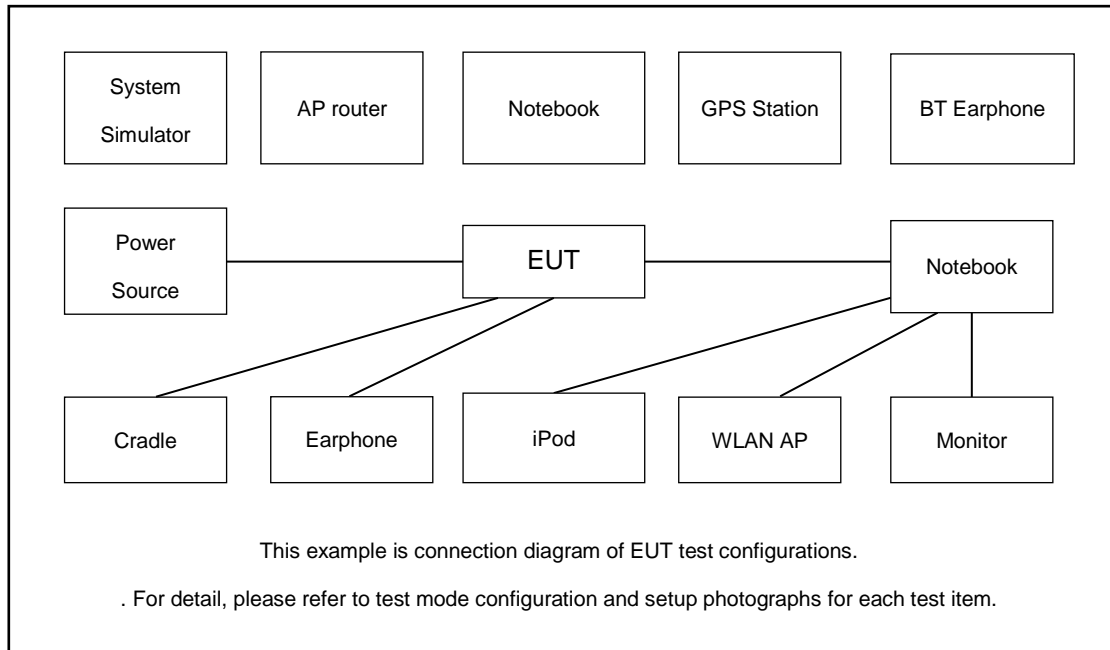 System
Simulator
AP router
Notebook
GPS Station
BT Earphone
Power
Source
EUT
Notebook
Cradle
Earphone
iPod
WLAN AP
Monitor
This example is connection diagram of EUT test configurations.
. For detail, please refer to test mode configuration and setup photographs for each test item.